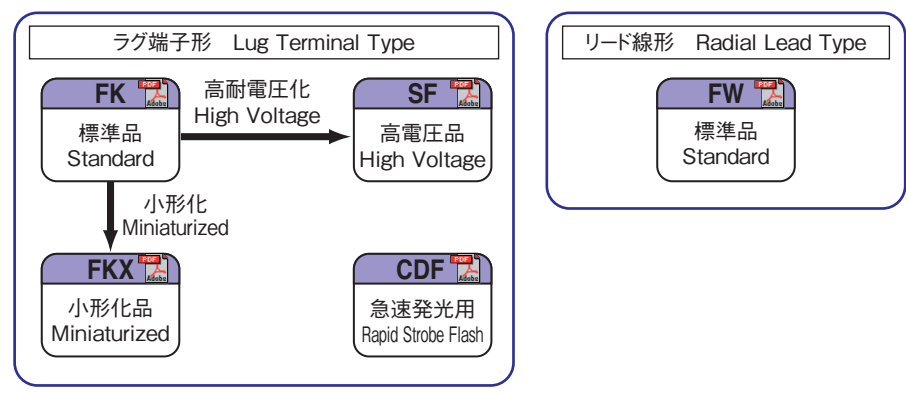 ラグ端子形 Lug Terminal Type
FK
PDF
Adobe
標準品
Standard
高耐電圧化
High Voltage
SF
PDF
Adobe
高電圧品
High Voltage
小形化
Miniaturized
FKX
PDF
Adobe
小形化品
Miniaturized
CDF
PDF
Adobe
急速発光用
Rapid Strobe Flash
リード線形 Radial Lead Type
FW
PDF
Adobe
標準品
Standard